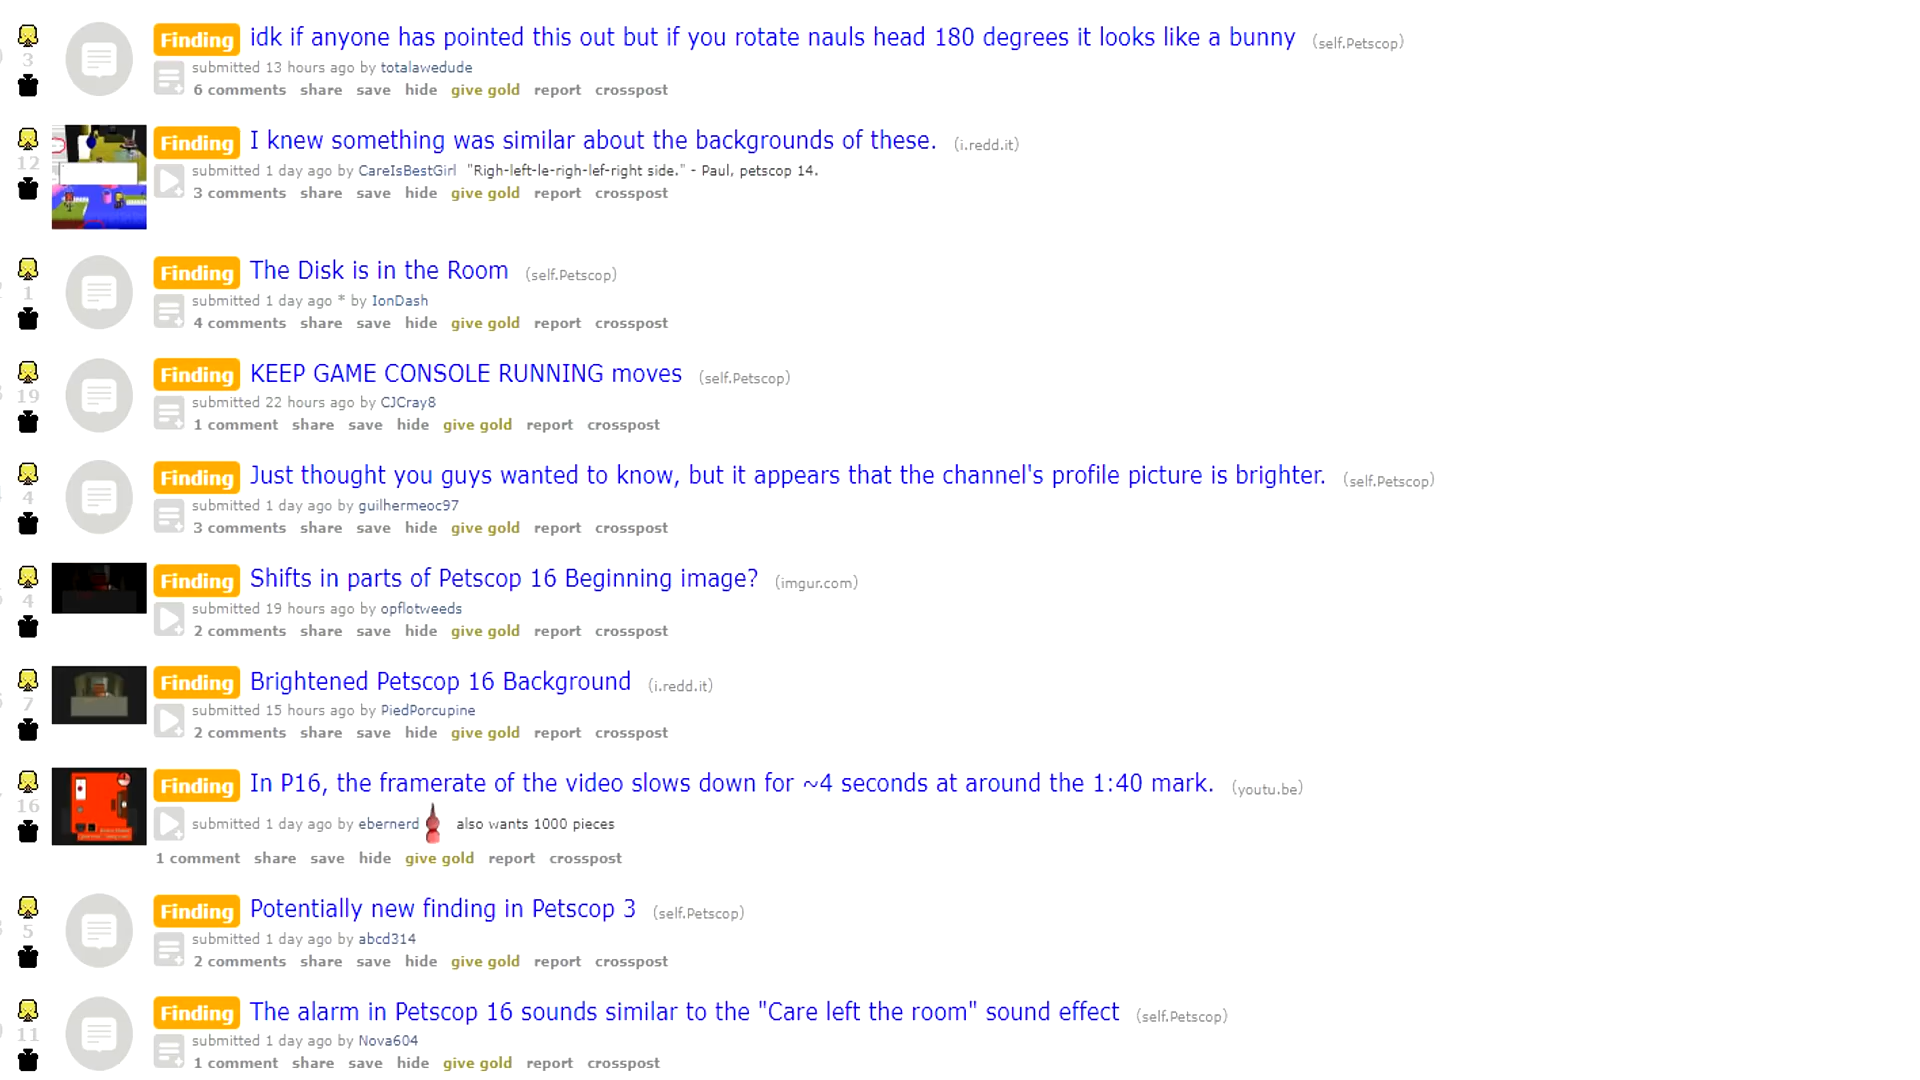 Finding idk if anyone has pointed this out but if you rotate nauls head 180 degrees it looks like a bunny (self.Petscop)
3
submitted 13 hours ago by totalawedude
6 comments share save hide give gold report crosspost
Finding I knew something was similar about the backgrounds of these. (i.redd.it)
12
submitted 1 day ago by CareIsBestGirl "Righ-left-le-righ-lef-right side." - Paul, petscop 14.
3 comments share save hide give gold report crosspost
Finding The Disk is in the Room (self.Petscop)
1
submitted 1 day ago * by IonDash
4 comments share save hide give gold report crosspost
Finding KEEP GAME CONSOLE RUNNING moves (self.Petscop)
19
submitted 22 hours ago by CJCray8
1 comment share save hide give gold report crosspost
Finding Just thought you guys wanted to know, but it appears that the channel's profile picture is brighter. (self.Petscop)
4
submitted 1 day ago by guilhermeoc97
3 comments share save hide give gold report crosspost
Finding Shifts in parts of Petscop 16 Beginning image? (imgur.com)
4
submitted 19 hours ago by opflotweeds
2 comments share save hide give gold report crosspost
Finding Brightened Petscop 16 Background (i.redd.it)
7
submitted 15 hours ago by PiedPorcupine
2 comments share save hide give gold report crosspost
Finding In P16, the framerate of the video slows down for ~4 seconds at around the 1:40 mark. (youtu.be)
16
submitted 1 day ago by ebernerd also wants 1000 pieces
1 comment share save hide give gold report crosspost
Finding Potentially new finding in Petscop 3 (self.Petscop)
5
submitted 1 day ago by abcd314
2 comments share save hide give gold report crosspost
Finding The alarm in Petscop 16 sounds similar to the "Care left the room" sound effect (self.Petscop)
11
submitted 1 day ago by Nova604
1 comment share save hide give gold report crosspost